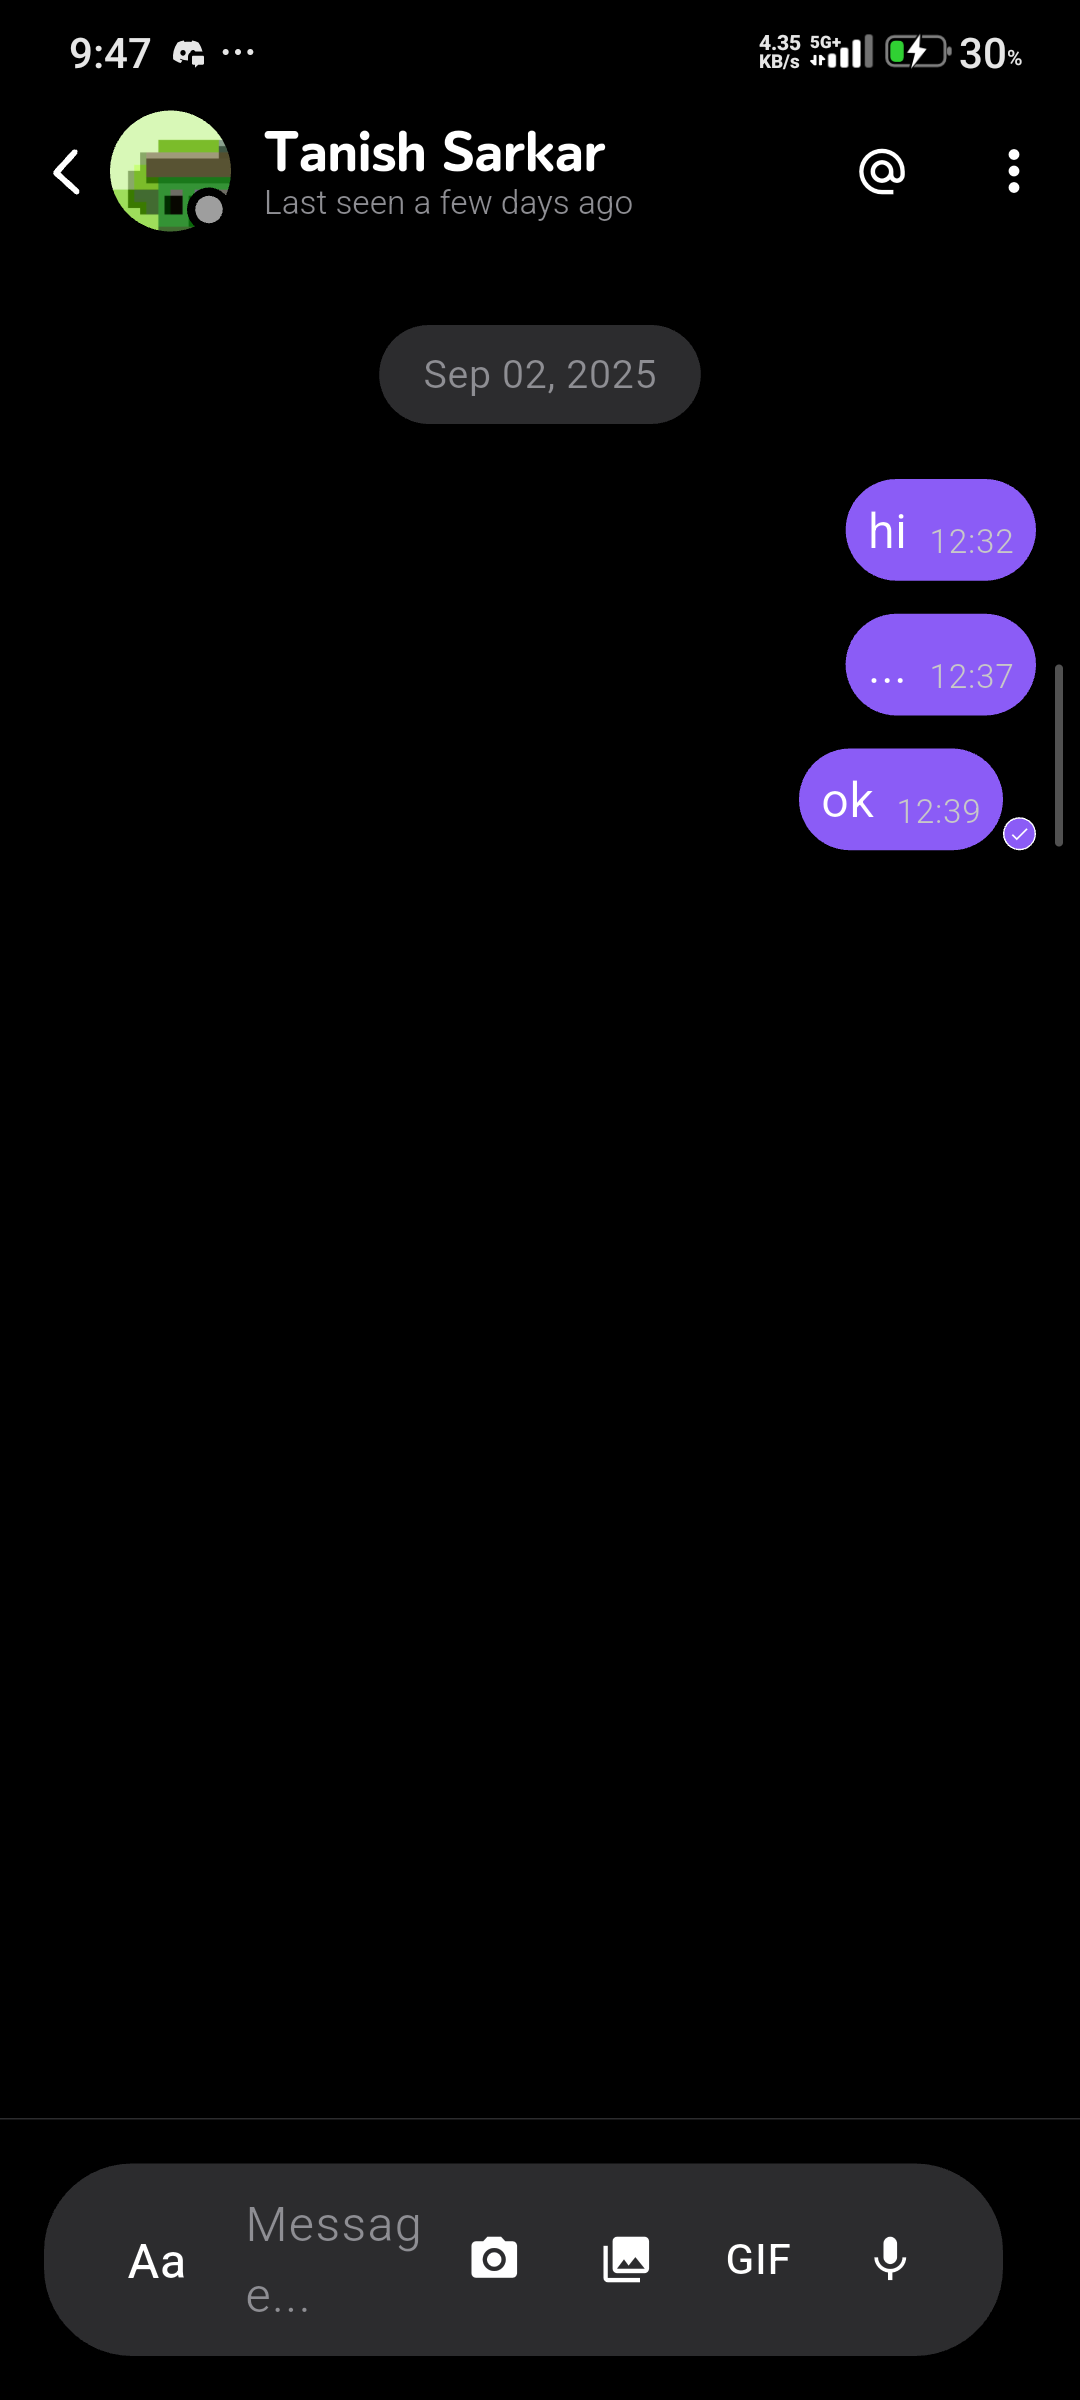 9:47 ... 4.35 KB/s 5G+ 30%
Tanish Sarkar
Last seen a few days ago
Sep 02, 2025
hi 12:32
... 12:37
ok 12:39
Aa Messag
e... GIF